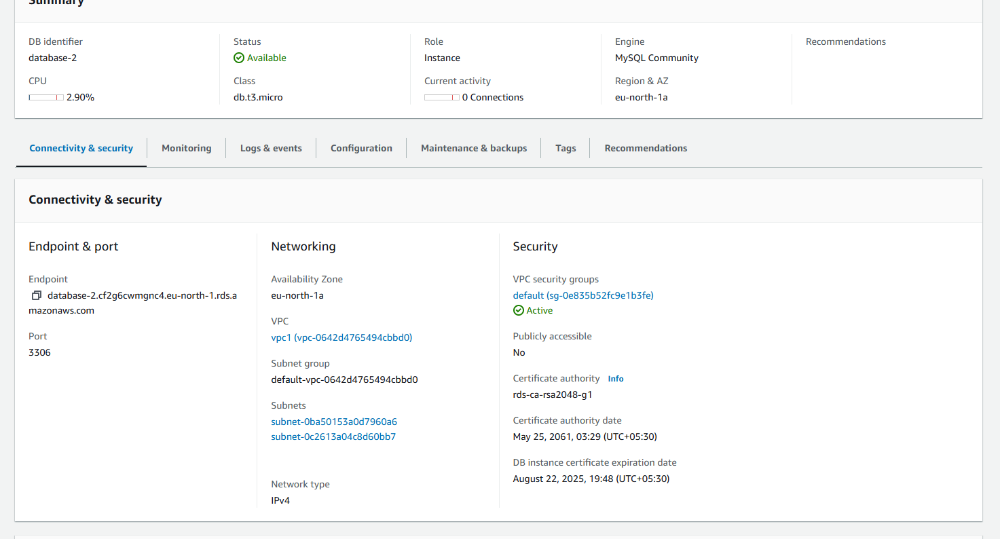 Summary
DB identifier
database-2
Status
Available
Role
Instance
Engine
MySQL Community
Recommendations
CPU
2.90%
Class
db.t3.micro
Current activity
0 Connections
Region & AZ
eu-north-1a
Connectivity & security
Monitoring
Logs & events
Configuration
Maintenance & backups
Tags
Recommendations
Connectivity & security
Endpoint & port
Endpoint
database-2.cf2g6cwmgnc4.eu-north-1.rds.a
mazonaws.com
Port
3306
Networking
Availability Zone
eu-north-1a
VPC
vpc1 (vpc-0642d4765494cbbd0)
Subnet group
default-vpc-0642d4765494cbbd0
Subnets
subnet-0ba50153a0d7960a6
subnet-0c2613a04c8d60bb7
Network type
IPv4
Security
VPC security groups
default (sg-0e835b52fc9e1b3fe)
Active
Publicly accessible
No
Certificate authority Info
rds-ca-rsa2048-g1
Certificate authority date
May 25, 2061, 03:29 (UTC+05:30)
DB instance certificate expiration date
August 22, 2025, 19:48 (UTC+05:30)